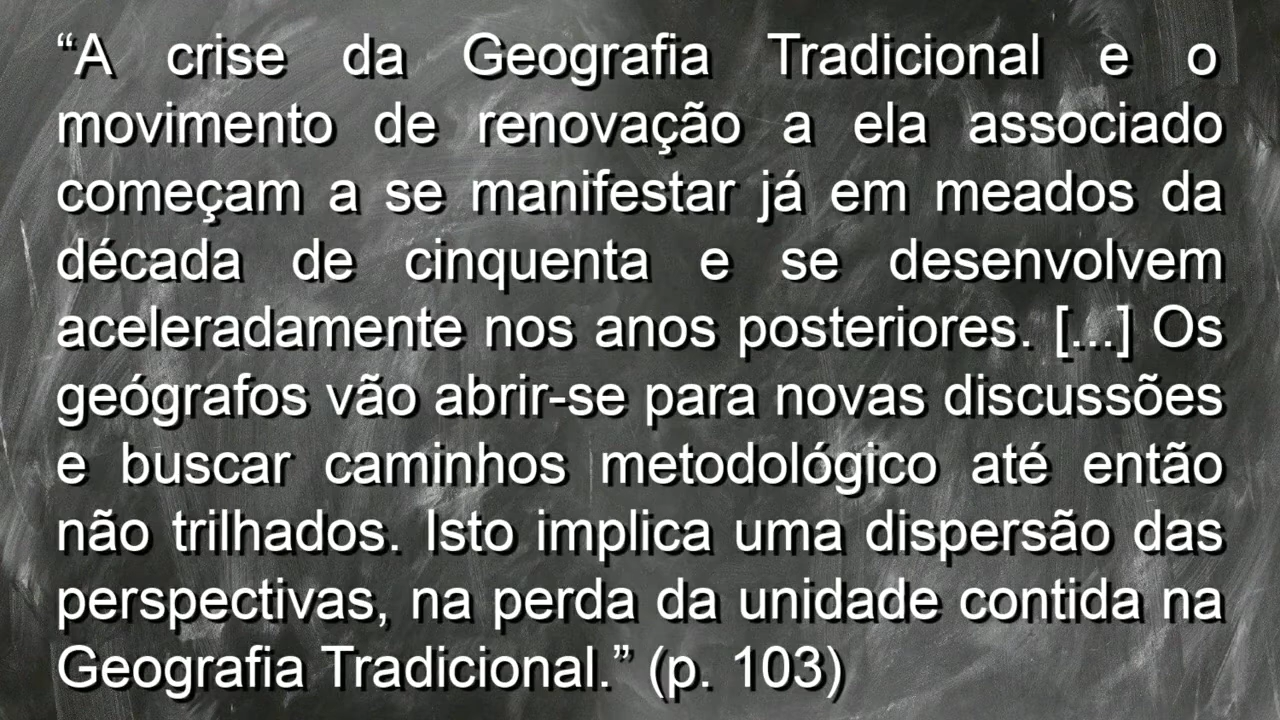 “A crise da Geografia Tradicional e o
movimento de renovação a ela associado
começam a se manifestar já em meados da
década de cinquenta e se desenvolvem
aceleradamente nos anos posteriores. [...] Os
geógrafos vão abrir-se para novas discussões
e buscar caminhos metodológico até então
não trilhados. Isto implica uma dispersão das
perspectivas, na perda da unidade contida na
Geografia Tradicional.” (p. 103)